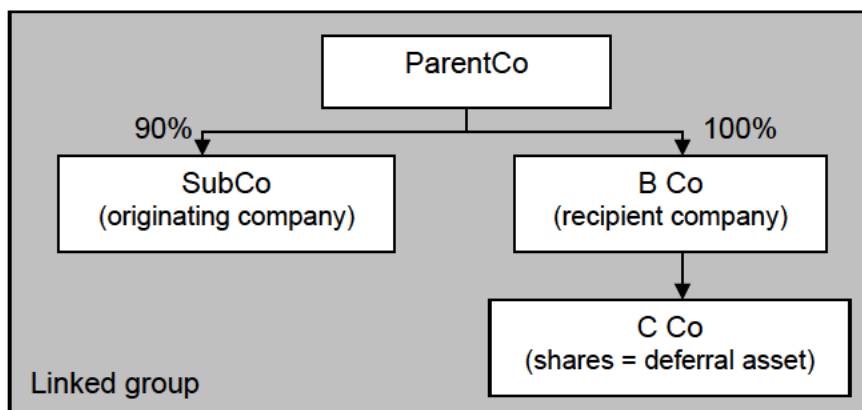 ParentCo
90%
100%
SubCo
(originating company)
B Co
(recipient company)
C Co
(shares = deferral asset)
Linked group